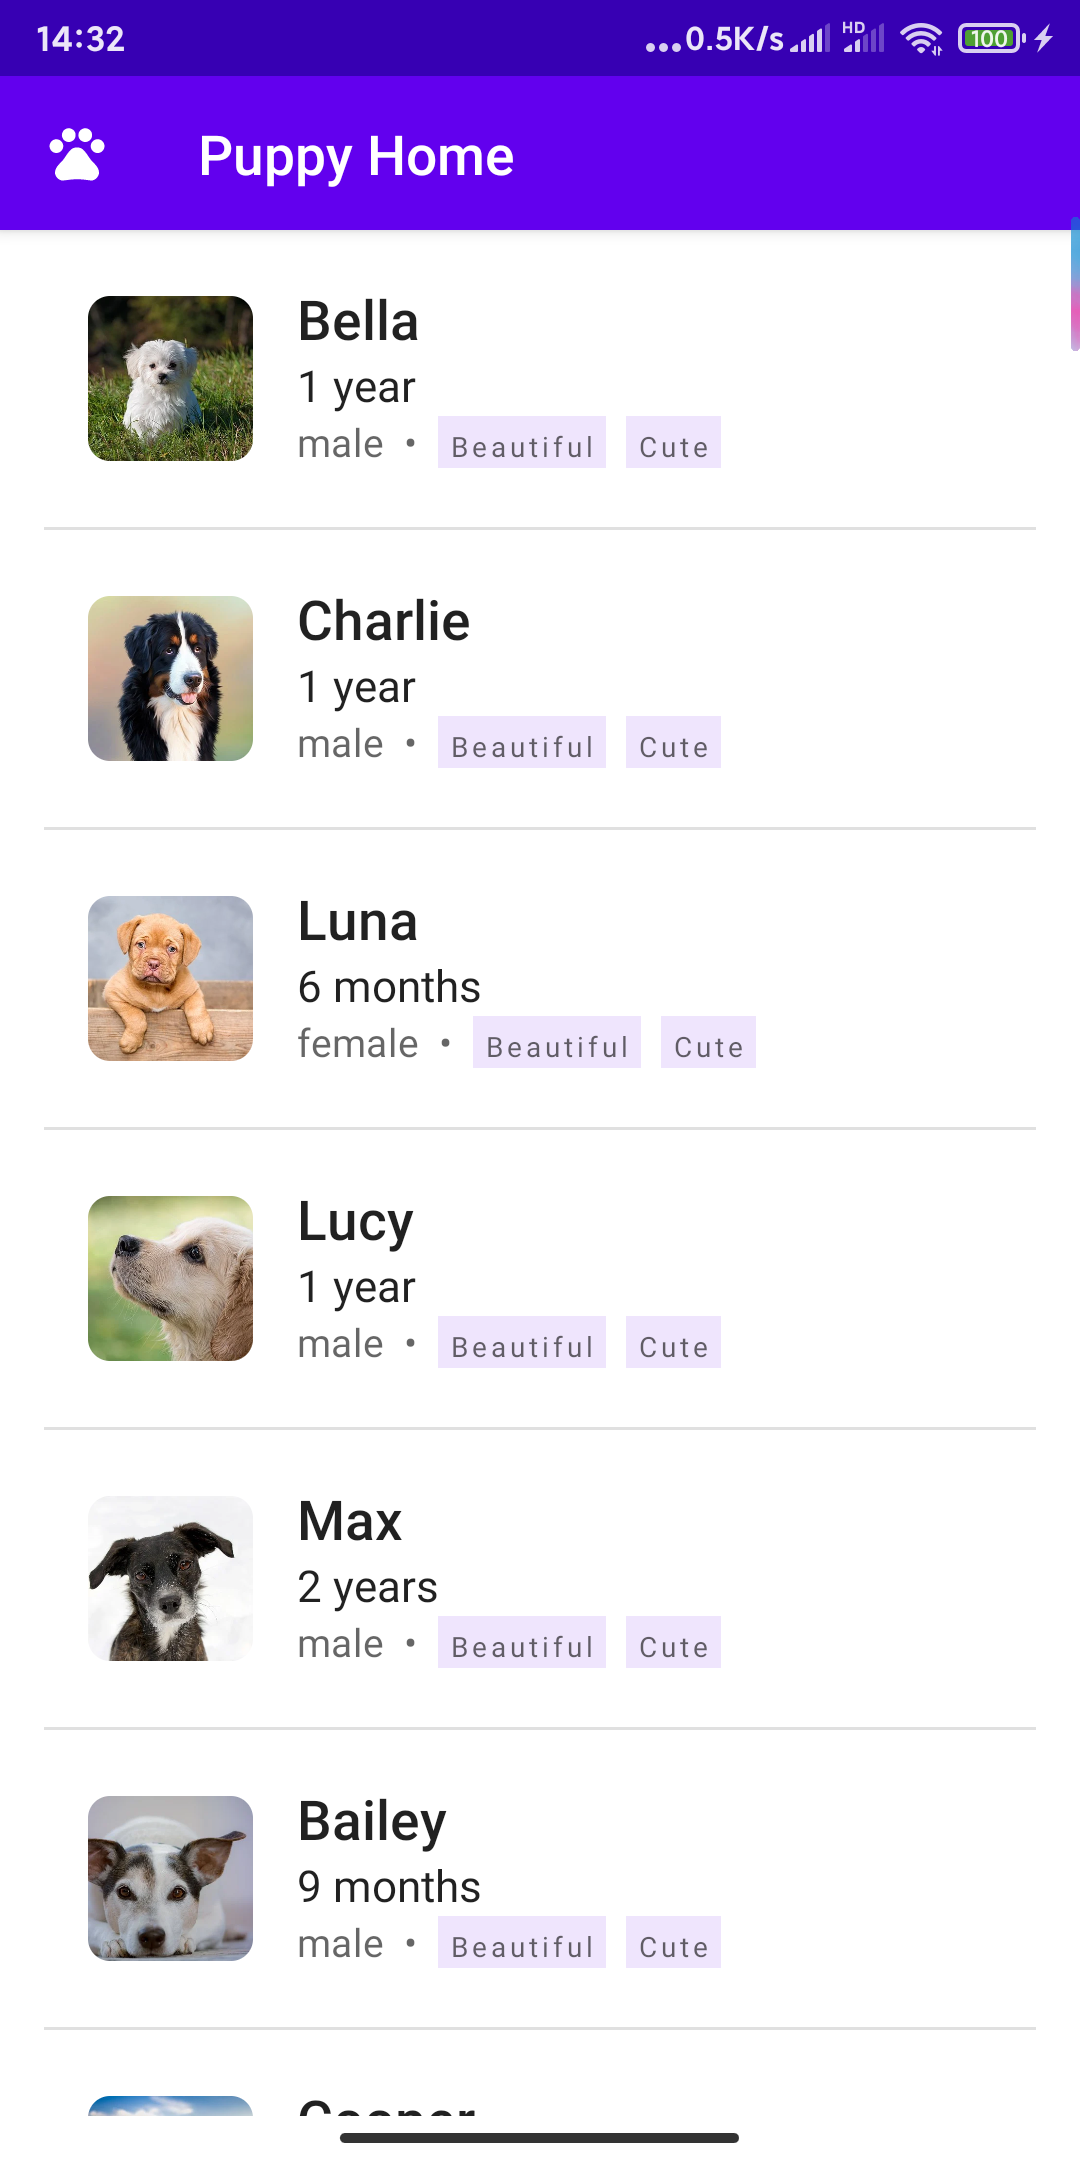 14:32 ...0.5K/s HD 100
Puppy Home
Bella
1 year
male • Beautiful Cute
Charlie
1 year
male • Beautiful Cute
Luna
6 months
female • Beautiful Cute
Lucy
1 year
male • Beautiful Cute
Max
2 years
male • Beautiful Cute
Bailey
9 months
male • Beautiful Cute
Cooper